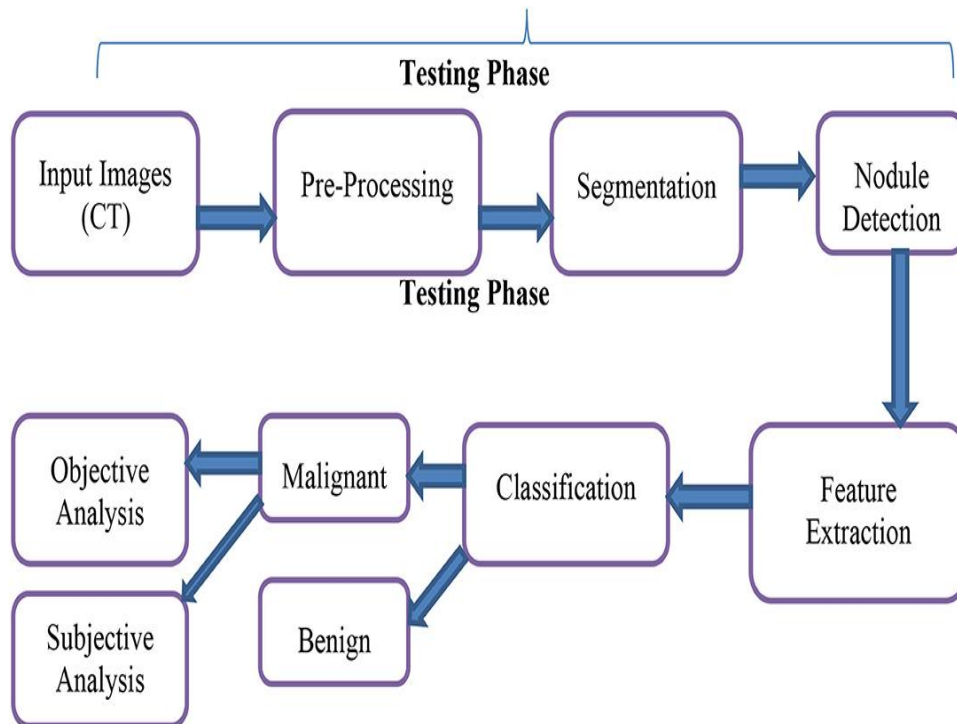 Testing Phase
Input Images
(CT)
Pre-Processing
Segmentation
Nodule
Detection
Testing Phase
Objective
Analysis
Malignant
Classification
Feature
Extraction
Subjective
Analysis
Benign